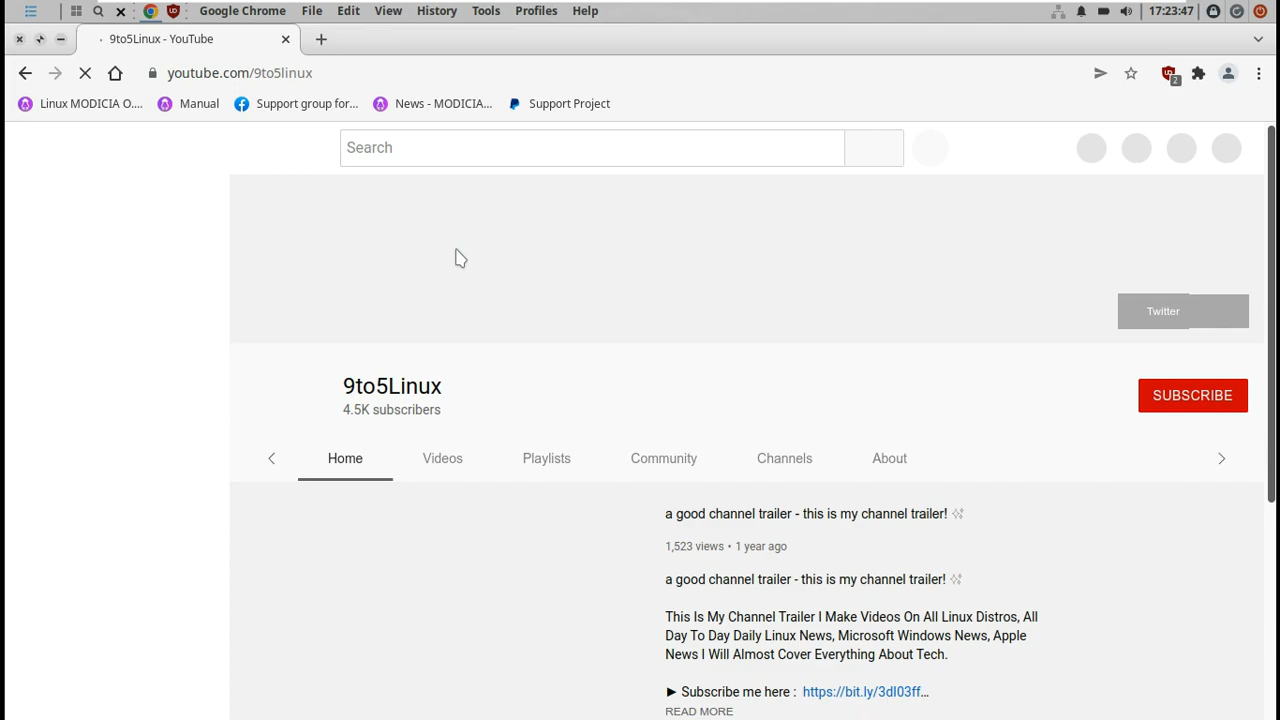 Google Chrome File Edit View History Tools Profiles Help 17:23:47
9to5Linux - YouTube
youtube.com/9to5linux
2
Linux MODICIA O.... Manual Support group for... News - MODICIA... Support Project
Search
Twitter
9to5Linux
4.5K subscribers
SUBSCRIBE
Home Videos Playlists Community Channels About
a good channel trailer - this is my channel trailer! ✨
1,523 views • 1 year ago
a good channel trailer - this is my channel trailer! ✨
This Is My Channel Trailer I Make Videos On All Linux Distros, All
Day To Day Daily Linux News, Microsoft Windows News, Apple
News I Will Almost Cover Everything About Tech.
► Subscribe me here : https://bit.ly/3dI03ff...
READ MORE